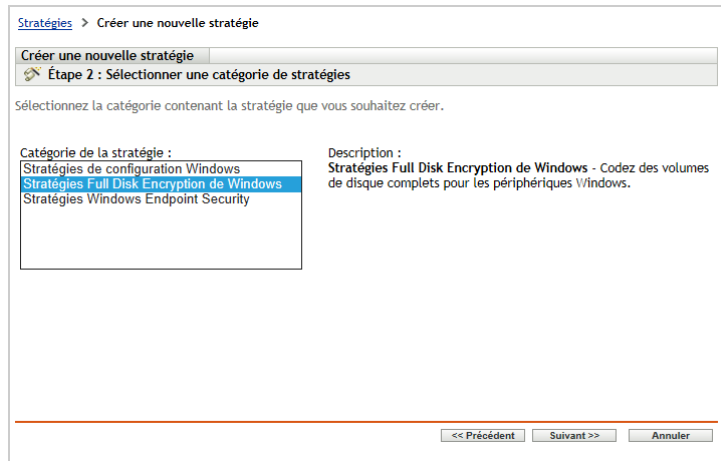 Stratégies > Créer une nouvelle stratégie
Créer une nouvelle stratégie
Étape 2 : Sélectionner une catégorie de stratégies
Sélectionnez la catégorie contenant la stratégie que vous souhaitez créer.
Catégorie de la stratégie :
Stratégies de configuration Windows
Stratégies Full Disk Encryption de Windows
Stratégies Windows Endpoint Security
Description :
Stratégies Full Disk Encryption de Windows - Codez des volumes
de disque complets pour les périphériques Windows.
<< Précédent
Suivant >>
Annuler